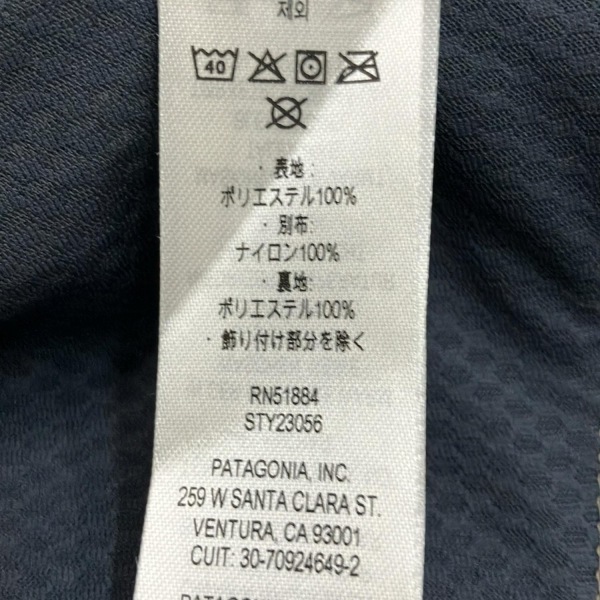 제외
40
· 表地 :
ポリエステル100%
· 別布:
ナイロン100%
· 裏地:
ポリエステル100%
· 飾り付け部分を除く
RN51884
STY23056
PATAGONIA, INC.
259 W SANTA CLARA ST.
VENTURA, CA 93001
CUIT: 30-70924649-2